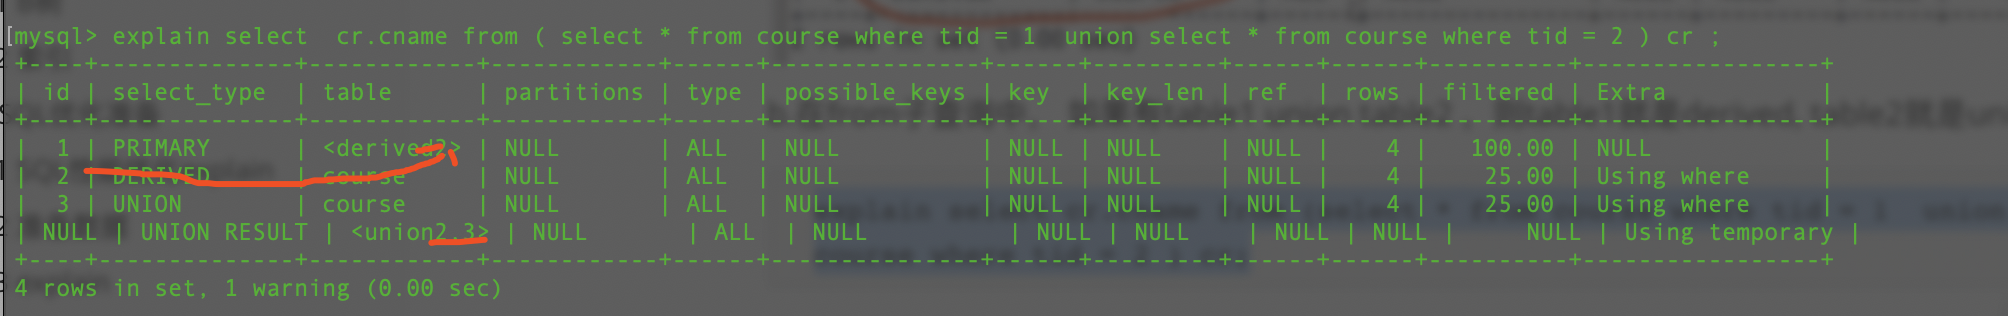 [mysql> explain select  cr.cname from ( select * from course where tid = 1  union select * from course where tid = 2 ) cr ;
+----+--------------+------------+------------+------+---------------+------+---------+------+------+----------+-----------------+
| id | select_type  | table      | partitions | type | possible_keys | key  | key_len | ref  | rows | filtered | Extra           |
+----+--------------+------------+------------+------+---------------+------+---------+------+------+----------+-----------------+
|  1 | PRIMARY      | <derived2> | NULL       | ALL  | NULL          | NULL | NULL    | NULL |    4 |   100.00 | NULL            |
|  2 | DERIVED      | course     | NULL       | ALL  | NULL          | NULL | NULL    | NULL |    4 |    25.00 | Using where     |
|  3 | UNION        | course     | NULL       | ALL  | NULL          | NULL | NULL    | NULL |    4 |    25.00 | Using where     |
| NULL | UNION RESULT | <union2,3> | NULL       | ALL  | NULL          | NULL | NULL    | NULL | NULL |     NULL | Using temporary |
+----+--------------+------------+------------+------+---------------+------+---------+------+------+----------+-----------------+
4 rows in set, 1 warning (0.00 sec)